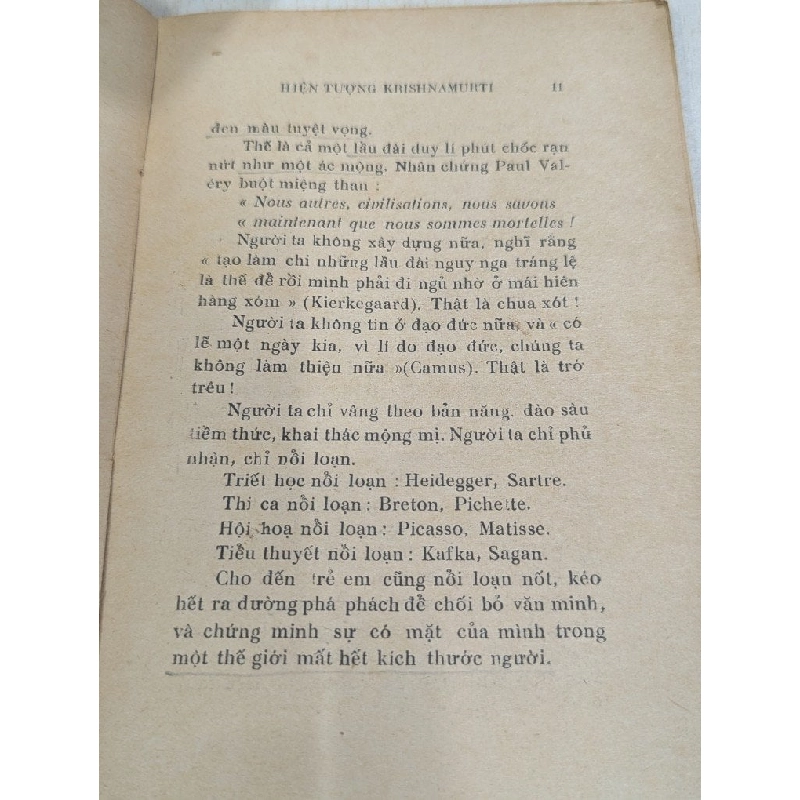 HIỆN TƯỢNG KRISHNAMURTI 11
đen màu tuyệt vọng.
Thế là cả một lầu đài duy lí phút chốc rạn
nứt như một ác mộng. Nhân chứng Paul Val-
éry buột miệng than :
« Nous autres, civilisations, nous savons
« maintenant que nous sommes mortelles !
Người ta không xây dựng nữa, nghĩ rằng
« tạo làm chi những lầu đài nguy nga tráng lệ
là thế để rồi mình phải đi ngủ nhờ ở mái hiên
hàng xóm » (Kierkegaard). Thật là chua xót !
Người ta không tin ở đạo đức nữa, và « có
lẽ một ngày kia, vì lí do đạo đức, chúng ta
không làm thiện nữa »(Camus). Thật là trớ
trêu !
Người ta chỉ vâng theo bản năng, đào sâu
tiềm thức, khai thác mộng mị. Người ta chỉ phủ
nhận, chỉ nổi loạn.
Triết học nổi loạn : Heidegger, Sartre.
Thi ca nổi loạn : Breton, Pichette.
Hội hoạ nổi loạn : Picasso, Matisse.
Tiểu thuyết nổi loạn : Kafka, Sagan.
Cho đến trẻ em cũng nổi loạn nốt, kéo
hết ra đường phá phách để chối bỏ văn minh,
và chứng minh sự có mặt của mình trong
một thế giới mất hết kích thước người.